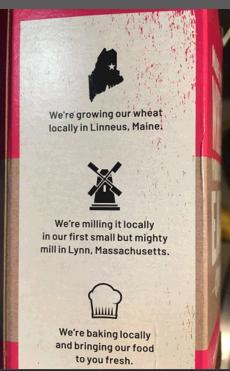 We're growing our wheat
locally in Linneus, Maine.
We're milling it locally
in our first small but mighty
mill in Lynn, Massachusetts.
We're baking locally
and bringing our food
to you fresh.